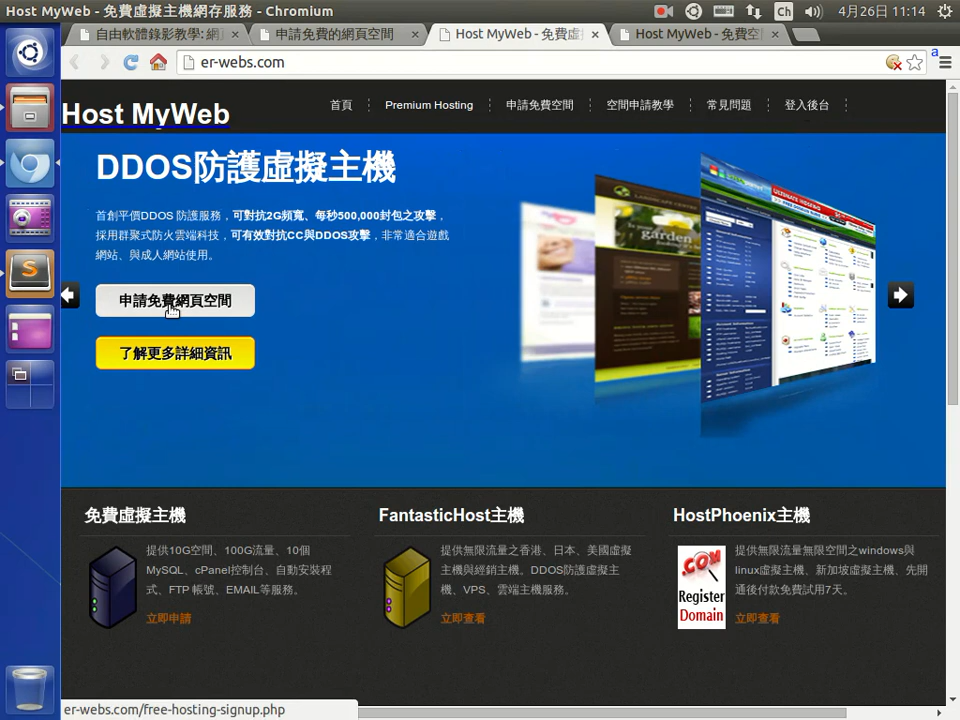 Host MyWeb - 免費虛擬主機網存服務 - Chromium
Ch
4月26日 11:14
自由軟體錄影教學: 網
申請免費的網頁空間
Host MyWeb - 免費虛
Host MyWeb - 免費空
er-webs.com
a
Host MyWeb
首頁
Premium Hosting
申請免費空間
空間申請教學
常見問題
登入後台
DDOS防護虛擬主機
首創平價DDOS 防護服務，可對抗2G頻寬、每秒500,000封包之攻擊，
採用群聚式防火雲端科技，可有效對抗CC與DDOS攻擊，非常適合遊戲
網站、與成人網站使用。
申請免費網頁空間
了解更多詳細資訊
garden
ULTIMATE HOSTING
免費虛擬主機
提供10G空間、100G流量、10個
MySQL、cPanel控制台、自動安裝程
式、FTP 帳號、EMAIL等服務。
立即申請
FantasticHost主機
提供無限流量之香港、日本、美國虛擬
主機與經銷主機。DDOS防護虛擬主
機、VPS、雲端主機服務。
立即查看
HostPhoenix主機
.COM
Register
Domain
提供無限流量無限空間之windows與
linux虛擬主機、新加坡虛擬主機、先開
通後付款免費試用7天。
立即查看
er-webs.com/free-hosting-signup.php